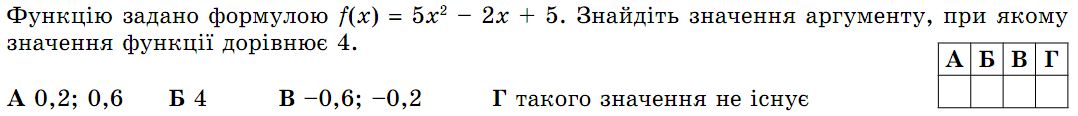 Функцію задано формулою f(x) = 5x² − 2x + 5. Знайдіть значення аргументу, при якому
значення функції дорівнює 4.
А Б В Г
А 0,2; 0,6 Б 4 В −0,6; −0,2 Г такого значення не існує